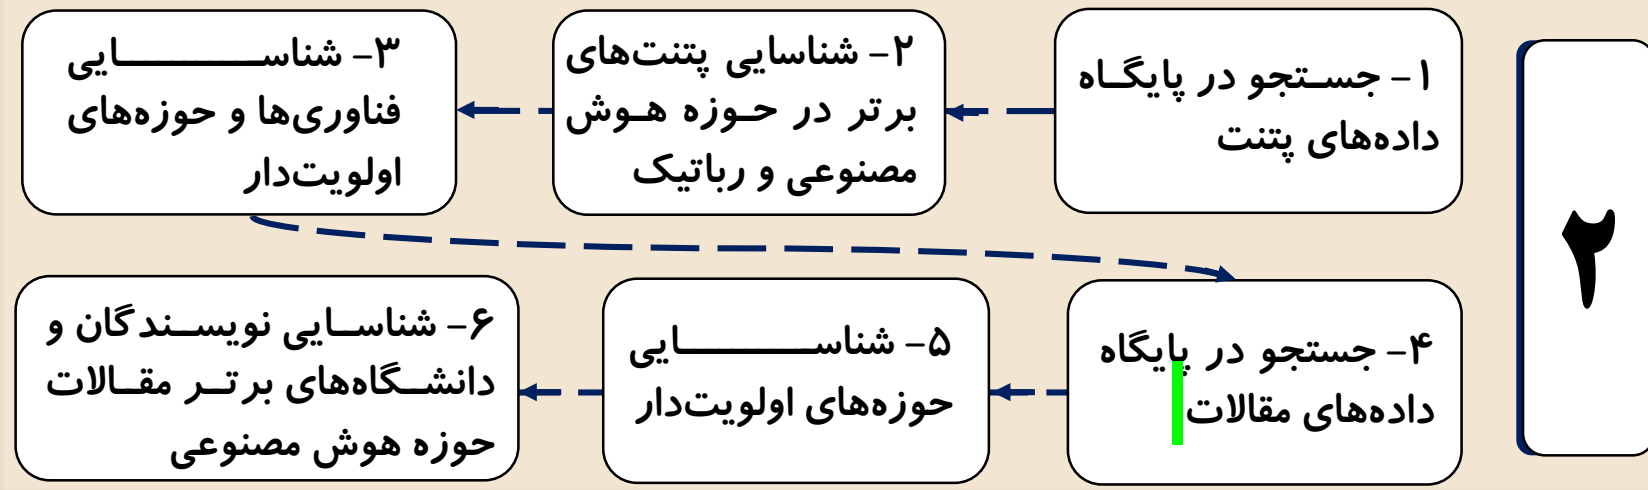 ۲
۱- جستجو در پایگاه
داده‌های پتنت
۲- شناسایی پتنت‌های
برتر در حوزه هوش
مصنوعی و رباتیک
۳- شناسایی
فناوری‌ها و حوزه‌های
اولویت‌دار
۴- جستجو در پایگاه
داده‌های مقالات
۵- شناسایی
حوزه‌های اولویت‌دار
۶- شناسایی نویسندگان و
دانشگاه‌های برتر مقالات
حوزه هوش مصنوعی